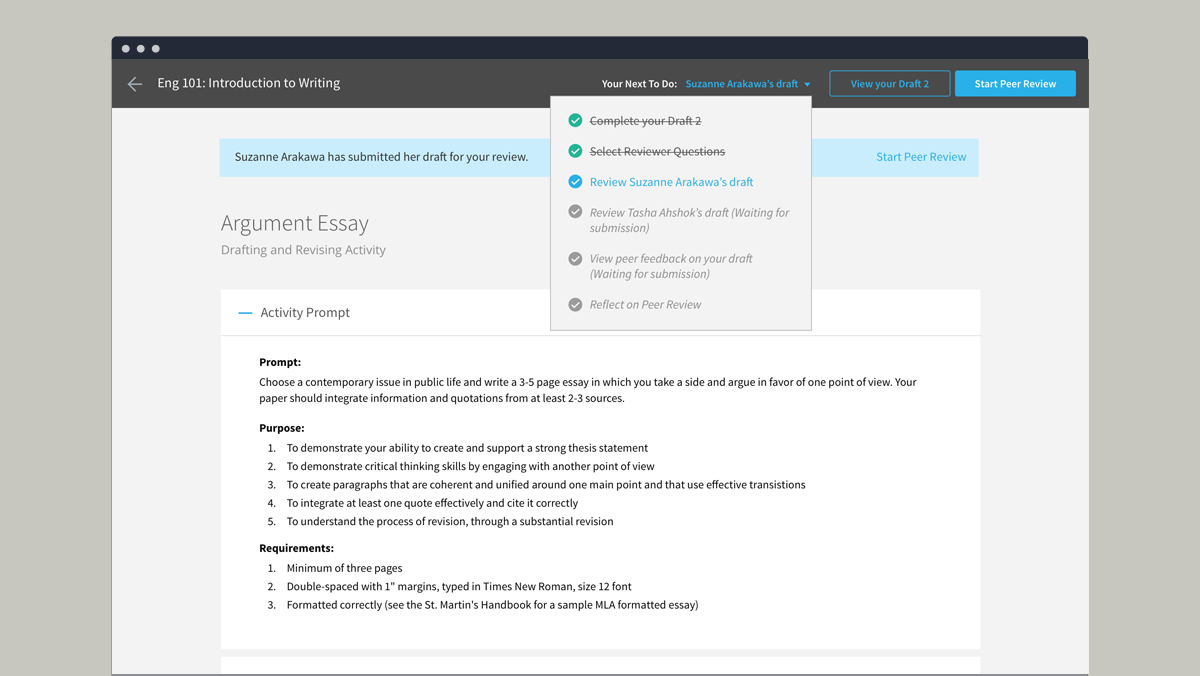 Eng 101: Introduction to Writing
Your Next To Do: Suzanne Arakawa's draft
View your Draft 2
Start Peer Review
Complete your Draft 2
Select Reviewer Questions
Review Suzanne Arakawa's draft
Review Tasha Ahshok's draft (Waiting for
submission)
View peer feedback on your draft
(Waiting for submission)
Reflect on Peer Review
Suzanne Arakawa has submitted her draft for your review.
Start Peer Review
Argument Essay
Drafting and Revising Activity
Activity Prompt
Prompt:
Choose a contemporary issue in public life and write a 3-5 page essay in which you take a side and argue in favor of one point of view. Your
paper should integrate information and quotations from at least 2-3 sources.
Purpose:
1. To demonstrate your ability to create and support a strong thesis statement
2. To demonstrate critical thinking skills by engaging with another point of view
3. To create paragraphs that are coherent and unified around one main point and that use effective transistions
4. To integrate at least one quote effectively and cite it correctly
5. To understand the process of revision, through a substantial revision
Requirements:
1. Minimum of three pages
2. Double-spaced with 1" margins, typed in Times New Roman, size 12 font
3. Formatted correctly (see the St. Martin's Handbook for a sample MLA formatted essay)